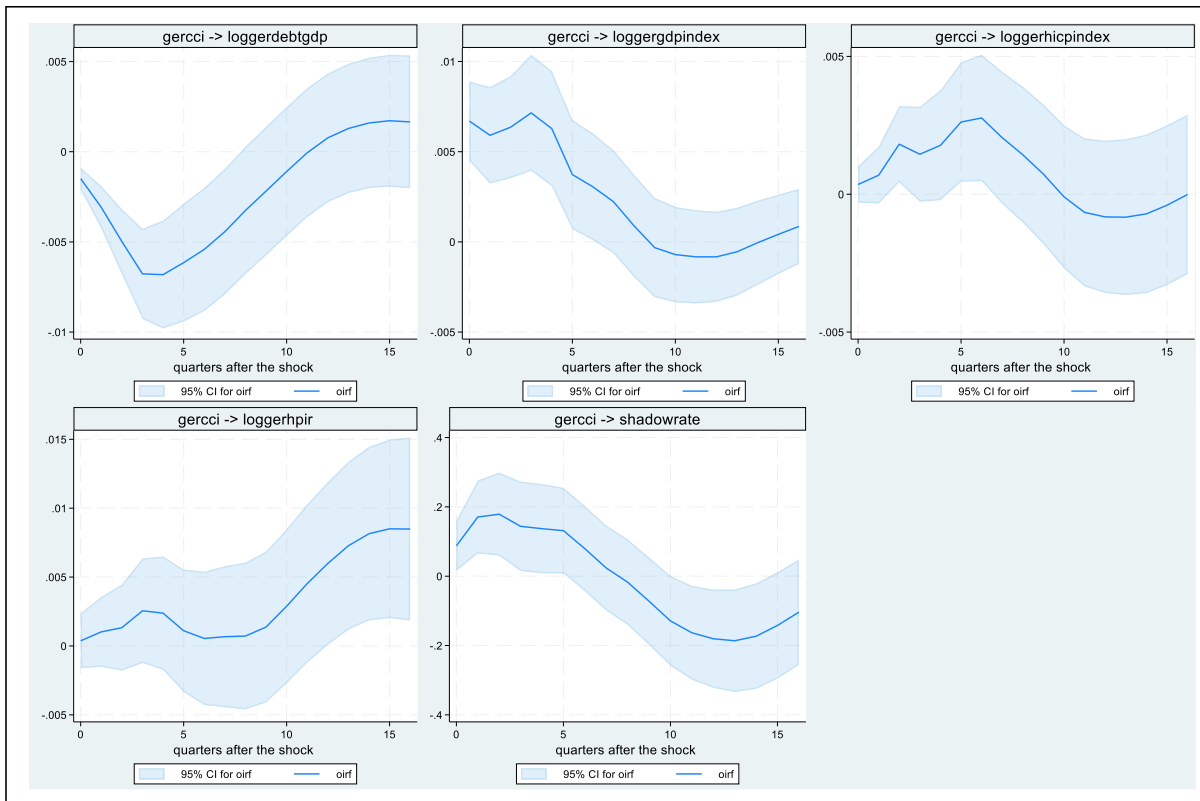 gercci -> loggerdebtgdp
.005
0
-.005
-.01
0 5 10 15
quarters after the shock
95% CI for oirf oirf
gercci -> loggergdpindex
.01
.005
0
-.005
0 5 10 15
quarters after the shock
95% CI for oirf oirf
gercci -> loggerhicpindex
.005
0
-.005
0 5 10 15
quarters after the shock
95% CI for oirf oirf
gercci -> loggerhpir
.015
.01
.005
0
-.005
0 5 10 15
quarters after the shock
95% CI for oirf oirf
gercci -> shadowrate
.4
.2
0
-.2
-.4
0 5 10 15
quarters after the shock
95% CI for oirf oirf